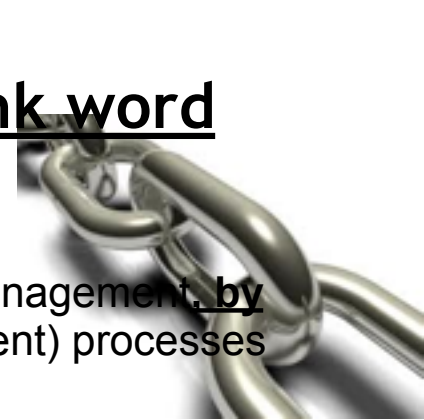 nk word
nagement, by
ent) processes